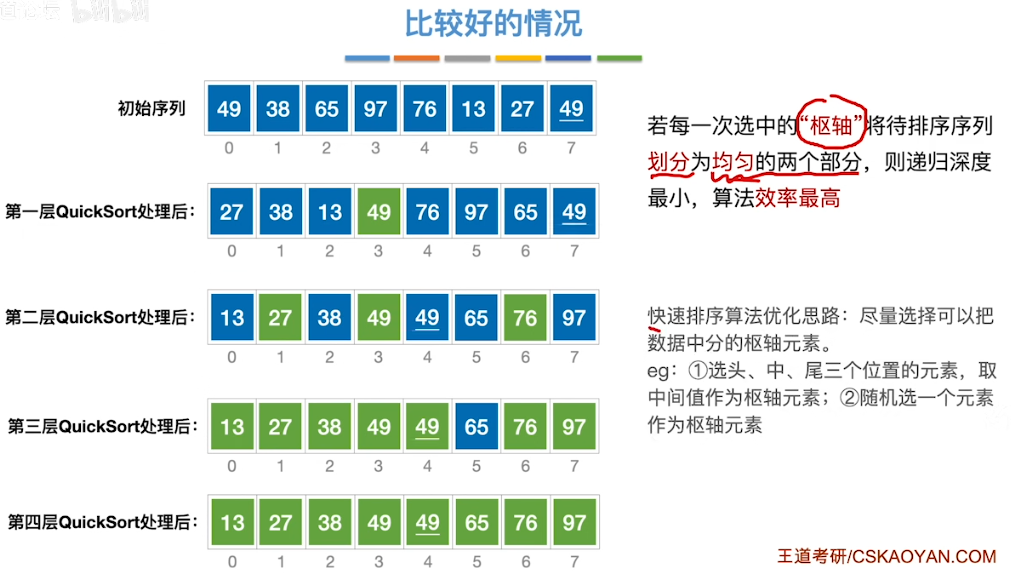 比较好的情况
初始序列
49 38 65 97 76 13 27 49
0 1 2 3 4 5 6 7
第一层QuickSort处理后：
27 38 13 49 76 97 65 49
0 1 2 3 4 5 6 7
第二层QuickSort处理后：
13 27 38 49 49 65 76 97
0 1 2 3 4 5 6 7
第三层QuickSort处理后：
13 27 38 49 49 65 76 97
0 1 2 3 4 5 6 7
第四层QuickSort处理后：
13 27 38 49 49 65 76 97
0 1 2 3 4 5 6 7
若每一次选中的“枢轴”将待排序序列
划分为均匀的两个部分，则递归深度
最小，算法效率最高
快速排序算法优化思路：尽量选择可以把
数据中分的枢轴元素。
eg：①选头、中、尾三个位置的元素，取
中间值作为枢轴元素；②随机选一个元素
作为枢轴元素
王道考研/CSKAOYAN.COM